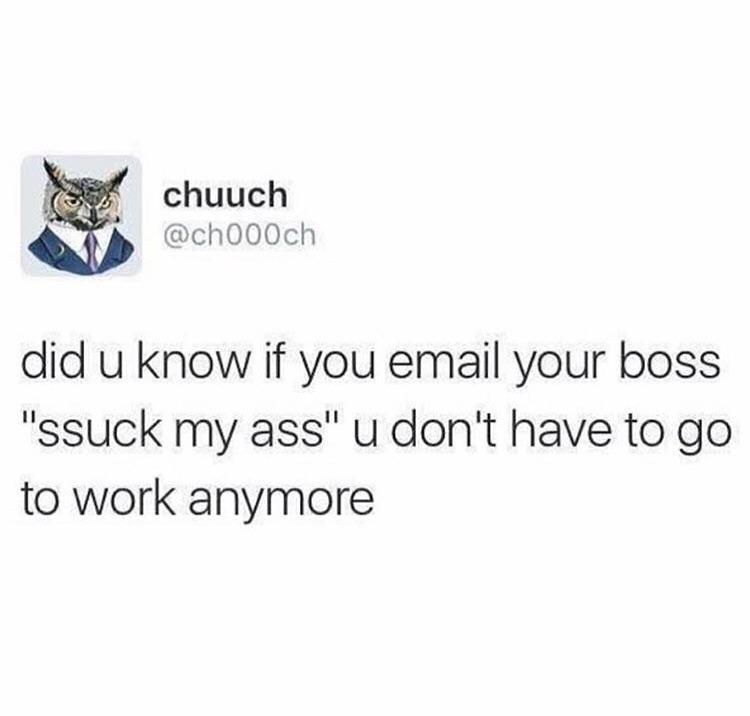 chuuch
@ch000ch
did u know if you email your boss
"ssuck my ass" u don't have to go
to work anymore